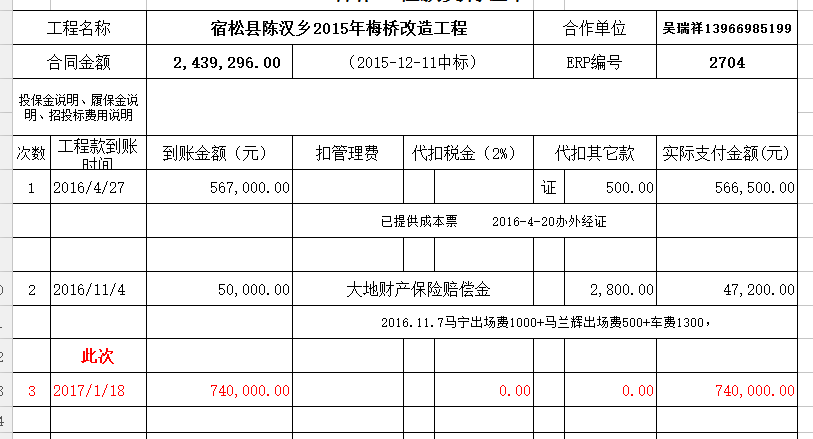 工程名称 宿松县陈汉乡2015年梅桥改造工程 合作单位 吴瑞祥13966985199
合同金额 2,439,296.00 （2015-12-11中标） ERP编号 2704
投保金说明、履保金说
明、招投标费用说明
次数 工程款到账 到账金额（元） 扣管理费 代扣税金（2%） 代扣其它款 实际支付金额(元)
时间
1 2016/4/27 567,000.00 证 500.00 566,500.00
已提供成本票 2016-4-20办外经证
2 2016/11/4 50,000.00 大地财产保险赔偿金 2,800.00 47,200.00
2016.11.7马宁出场费1000+马兰辉出场费500+车费1300，
此次
3 2017/1/18 740,000.00 0.00 0.00 740,000.00